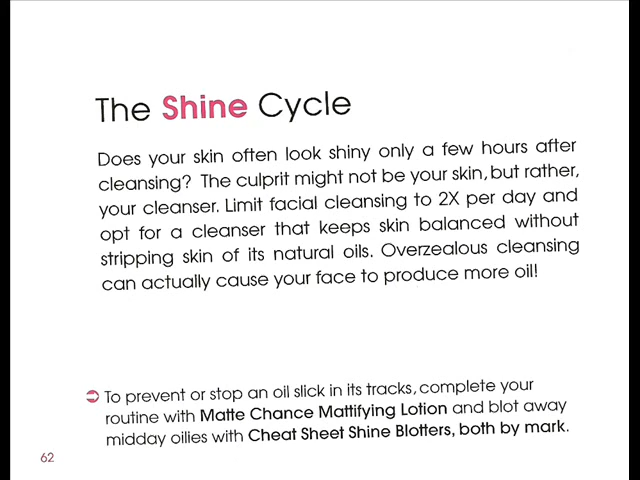 The Shine Cycle
Does your skin often look shiny only a few hours after
cleansing? The culprit might not be your skin, but rather,
your cleanser. Limit facial cleansing to 2X per day and
opt for a cleanser that keeps skin balanced without
stripping skin of its natural oils. Overzealous cleansing
can actually cause your face to produce more oil!
To prevent or stop an oil slick in its tracks, complete your
routine with Matte Chance Mattifying Lotion and blot away
midday oilies with Cheat Sheet Shine Blotters, both by mark.
62